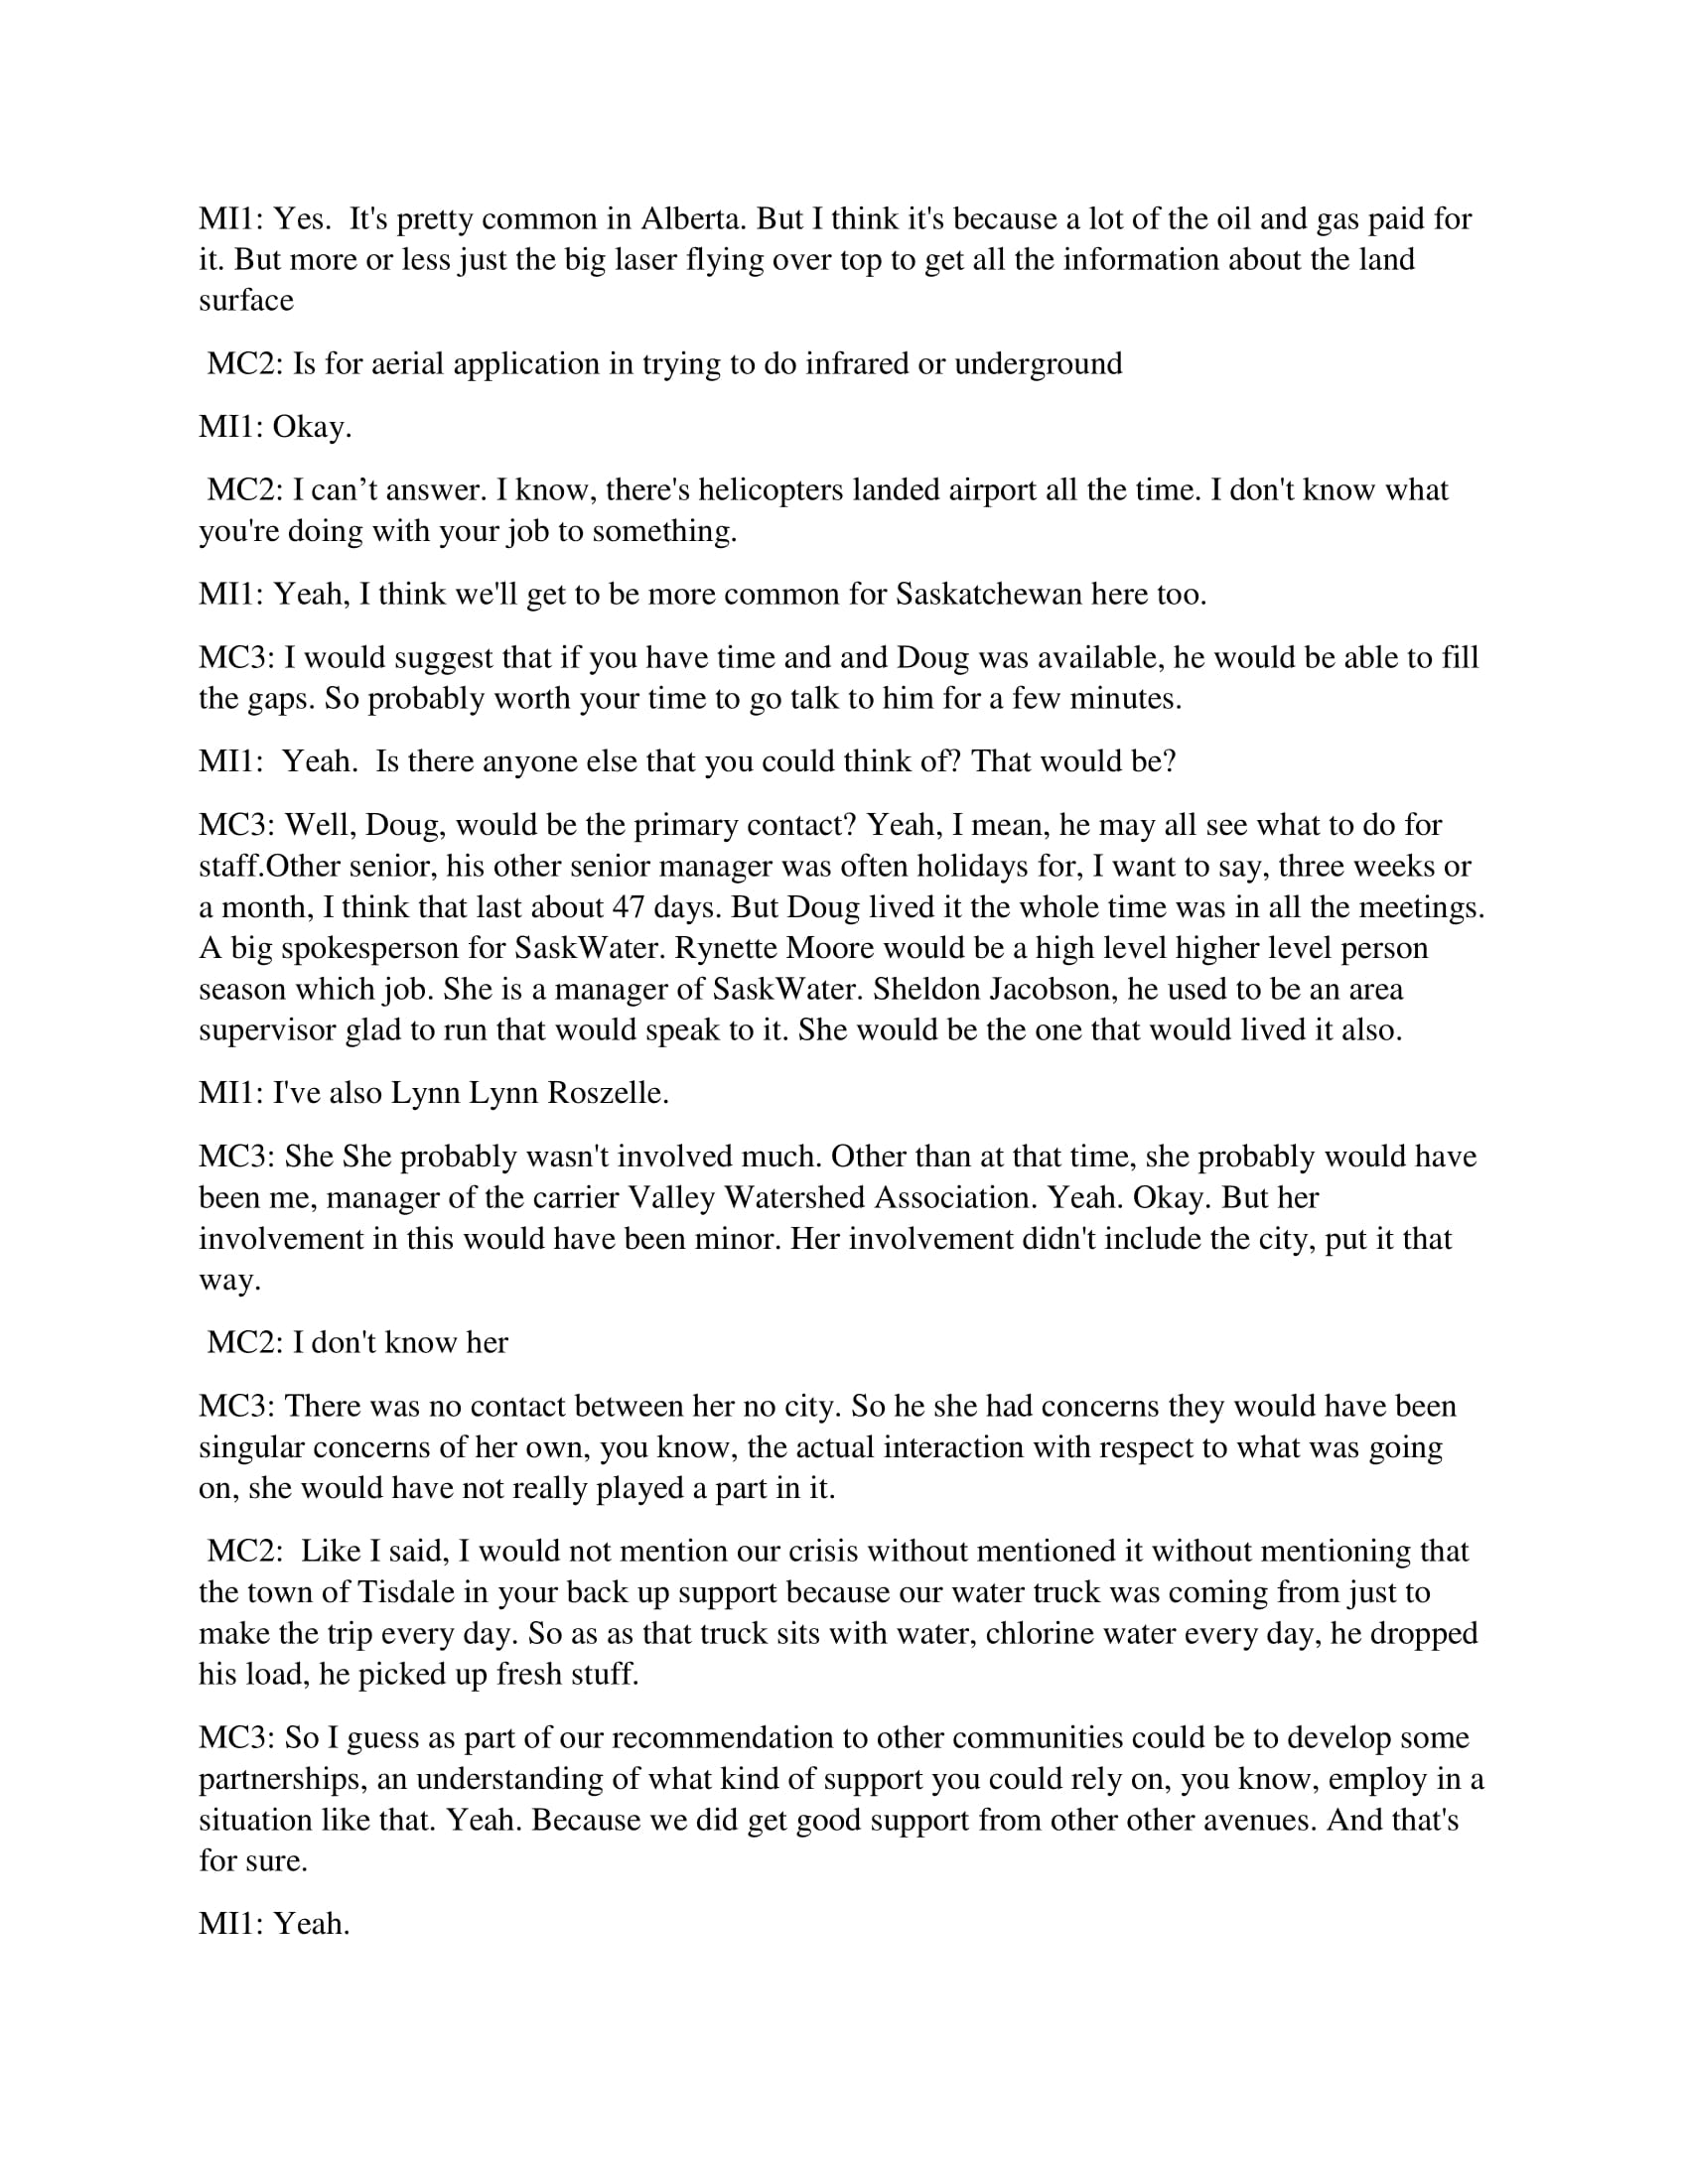 MI1: Yes.  It's pretty common in Alberta. But I think it's because a lot of the oil and gas paid for
it. But more or less just the big laser flying over top to get all the information about the land
surface
MC2: Is for aerial application in trying to do infrared or underground
MI1: Okay.
MC2: I can’t answer. I know, there's helicopters landed airport all the time. I don't know what
you're doing with your job to something.
MI1: Yeah, I think we'll get to be more common for Saskatchewan here too.
MC3: I would suggest that if you have time and and Doug was available, he would be able to fill
the gaps. So probably worth your time to go talk to him for a few minutes.
MI1:  Yeah.  Is there anyone else that you could think of? That would be?
MC3: Well, Doug, would be the primary contact? Yeah, I mean, he may all see what to do for
staff.Other senior, his other senior manager was often holidays for, I want to say, three weeks or
a month, I think that last about 47 days. But Doug lived it the whole time was in all the meetings.
A big spokesperson for SaskWater. Rynette Moore would be a high level higher level person
season which job. She is a manager of SaskWater. Sheldon Jacobson, he used to be an area
supervisor glad to run that would speak to it. She would be the one that would lived it also.
MI1: I've also Lynn Lynn Roszelle.
MC3: She She probably wasn't involved much. Other than at that time, she probably would have
been me, manager of the carrier Valley Watershed Association. Yeah. Okay. But her
involvement in this would have been minor. Her involvement didn't include the city, put it that
way.
MC2: I don't know her
MC3: There was no contact between her no city. So he she had concerns they would have been
singular concerns of her own, you know, the actual interaction with respect to what was going
on, she would have not really played a part in it.
MC2:  Like I said, I would not mention our crisis without mentioned it without mentioning that
the town of Tisdale in your back up support because our water truck was coming from just to
make the trip every day. So as as that truck sits with water, chlorine water every day, he dropped
his load, he picked up fresh stuff.
MC3: So I guess as part of our recommendation to other communities could be to develop some
partnerships, an understanding of what kind of support you could rely on, you know, employ in a
situation like that. Yeah. Because we did get good support from other other avenues. And that's
for sure.
MI1: Yeah.